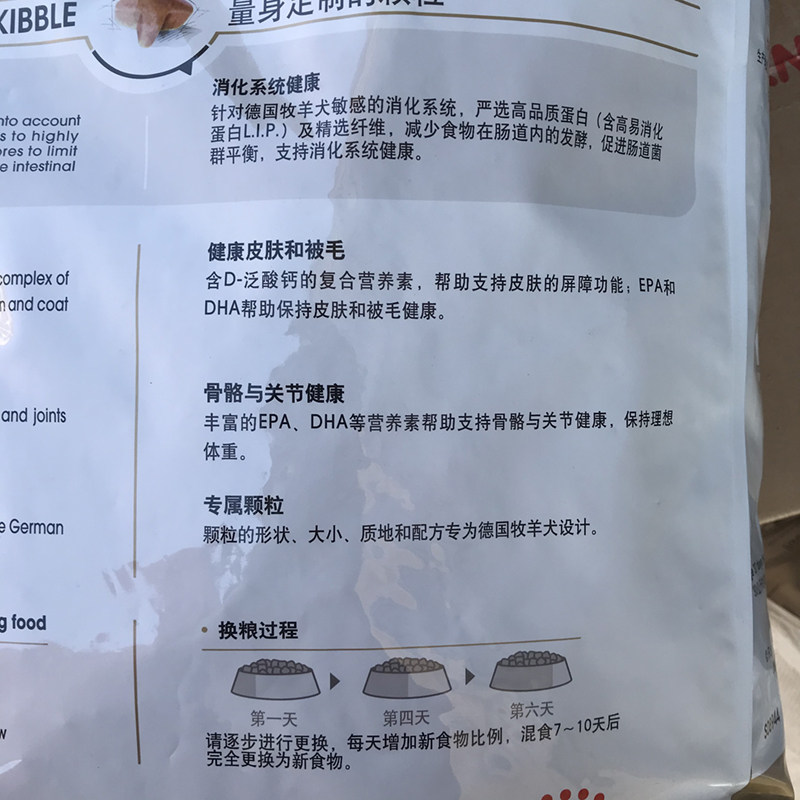 KIBBLE
量身定制的颗粒
nto account
s to highly
ores to limit
e intestinal
消化系统健康
针对德国牧羊犬敏感的消化系统，严选高品质蛋白（含高易消化
蛋白L.I.P.）及精选纤维，减少食物在肠道内的发酵，促进肠道菌
群平衡，支持消化系统健康。
complex of
n and coat
健康皮肤和被毛
含D-泛酸钙的复合营养素，帮助支持皮肤的屏障功能；EPA和
DHA帮助保持皮肤和被毛健康。
and joints
骨骼与关节健康
丰富的EPA、DHA等营养素帮助支持骨骼与关节健康，保持理想
体重。
e German
专属颗粒
颗粒的形状、大小、质地和配方专为德国牧羊犬设计。
g food
• 换粮过程
第一天 第四天 第六天
w
请逐步进行更换，每天增加新食物比例，混食7～10天后
完全更换为新食物。